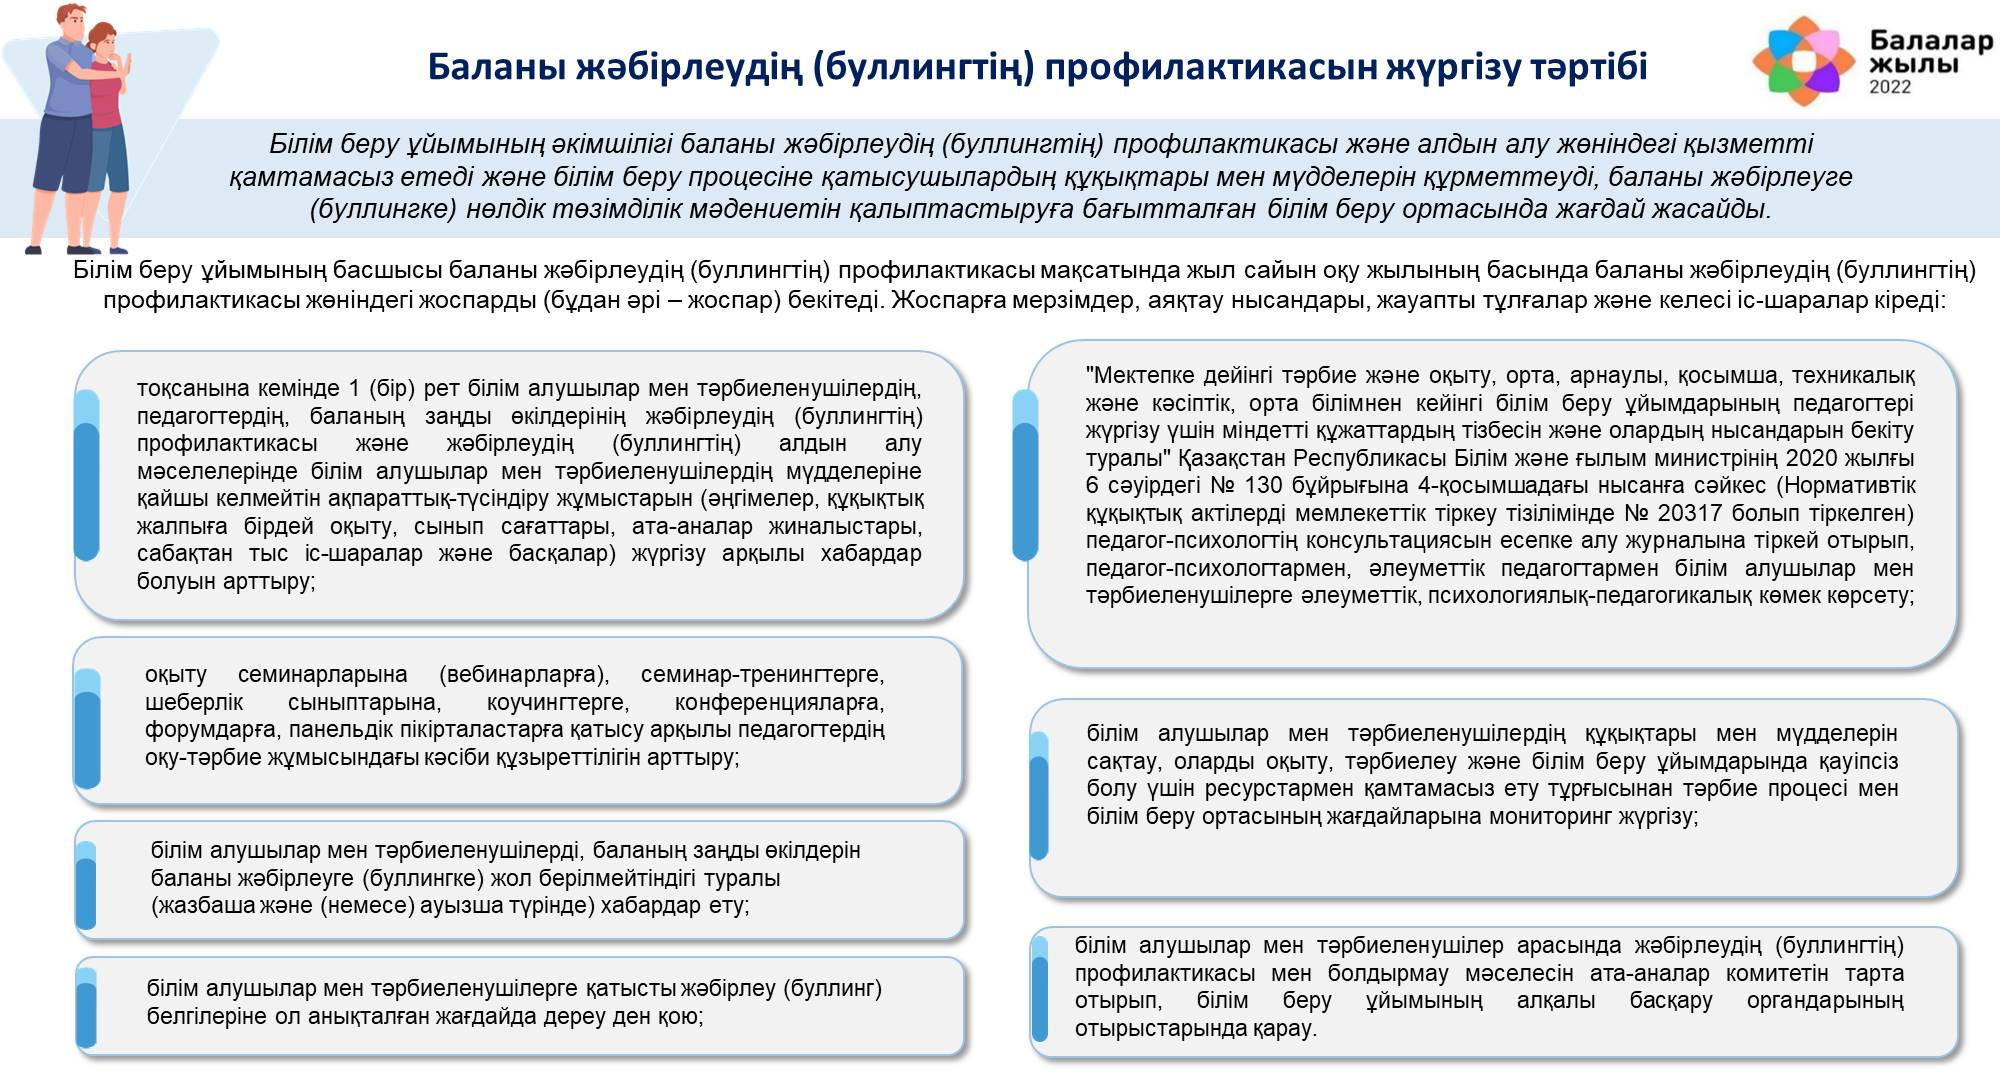 Баланы жәбірлеудің (буллингтің) профилактикасын жүргізу тәртібі
Балалар
жылы
2022
Білім беру ұйымының әкімшілігі баланы жәбірлеудің (буллингтің) профилактикасы және алдын алу жөніндегі қызметті
қамтамасыз етеді және білім беру процесіне қатысушылардың құқықтары мен мүдделерін құрметтеуді, баланы жәбірлеуге
(буллингке) нөлдік төзімділік мәдениетін қалыптастыруға бағытталған білім беру ортасында жағдай жасайды.
Білім беру ұйымының басшысы баланы жәбірлеудің (буллингтің) профилактикасы мақсатында жыл сайын оқу жылының басында баланы жәбірлеудің (буллингтің)
профилактикасы жөніндегі жоспарды (бұдан әрі – жоспар) бекітеді. Жоспарға мерзімдер, аяқтау нысандары, жауапты тұлғалар және келесі іс-шаралар кіреді:
тоқсанына кемінде 1 (бір) рет білім алушылар мен тәрбиеленушілердің,
педагогтердің, баланың заңды өкілдерінің жәбірлеудің (буллингтің)
профилактикасы және жәбірлеудің (буллингтің) алдын алу
мәселелерінде білім алушылар мен тәрбиеленушілердің мүдделеріне
қайшы келмейтін ақпараттық-түсіндіру жұмыстарын (әңгімелер, құқықтық
жалпыға бірдей оқыту, сынып сағаттары, ата-аналар жиналыстары,
сабақтан тыс іс-шаралар және басқалар) жүргізу арқылы хабардар
болуын арттыру;
оқыту семинарларына (вебинарларға), семинар-тренингтерге,
шеберлік сыныптарына, коучингтерге, конференцияларға,
форумдарға, панельдік пікірталастарға қатысу арқылы педагогтердің
оқу-тәрбие жұмысындағы кәсіби құзыреттілігін арттыру;
білім алушылар мен тәрбиеленушілерді, баланың заңды өкілдерін
баланы жәбірлеуге (буллингке) жол берілмейтіндігі туралы
(жазбаша және (немесе) ауызша түрінде) хабардар ету;
білім алушылар мен тәрбиеленушілерге қатысты жәбірлеу (буллинг)
белгілеріне ол анықталған жағдайда дереу ден қою;
"Мектепке дейінгі тәрбие және оқыту, орта, арнаулы, қосымша, техникалық
және кәсіптік, орта білімнен кейінгі білім беру ұйымдарының педагогтері
жүргізу үшін міндетті құжаттардың тізбесін және олардың нысандарын бекіту
туралы" Қазақстан Республикасы Білім және ғылым министрінің 2020 жылғы
6 сәуірдегі № 130 бұйрығына 4-қосымшадағы нысанға сәйкес (Нормативтік
құқықтық актілерді мемлекеттік тіркеу тізілімінде № 20317 болып тіркелген)
педагог-психологтің консультациясын есепке алу журналына тіркей отырып,
педагог-психологтармен, әлеуметтік педагогтармен білім алушылар мен
тәрбиеленушілерге әлеуметтік, психологиялық-педагогикалық көмек көрсету;
білім алушылар мен тәрбиеленушілердің құқықтары мен мүдделерін
сақтау, оларды оқыту, тәрбиелеу және білім беру ұйымдарында қауіпсіз
болу үшін ресурстармен қамтамасыз ету тұрғысынан тәрбие процесі мен
білім беру ортасының жағдайларына мониторинг жүргізу;
білім алушылар мен тәрбиеленушілер арасында жәбірлеудің (буллингтің)
профилактикасы мен болдырмау мәселесін ата-аналар комитетін тарта
отырып, білім беру ұйымының алқалы басқару органдарының
отырыстарында қарау.